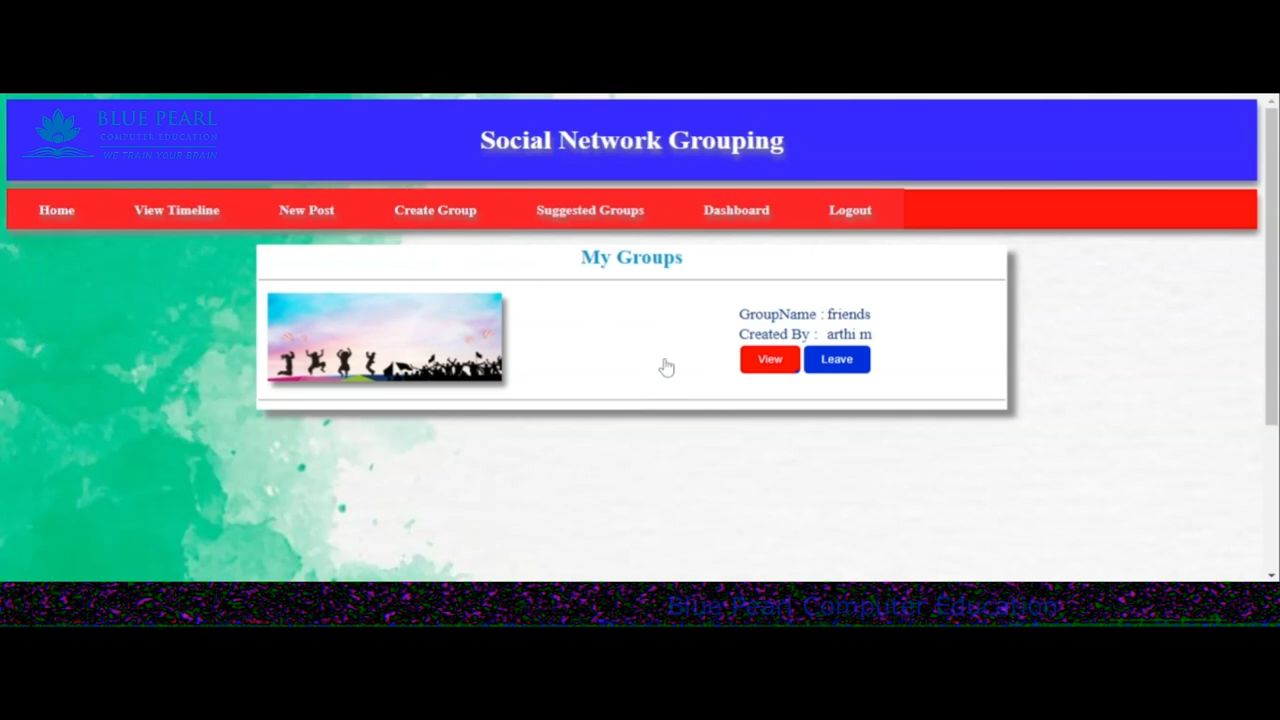 BLUE PEARL
COMPUTER EDUCATION
WE TRAIN YOUR BRAIN
Social Network Grouping
Home View Timeline New Post Create Group Suggested Groups Dashboard Logout
My Groups
GroupName : friends
Created By : arthi m
View Leave
Blue Pearl Computer Education